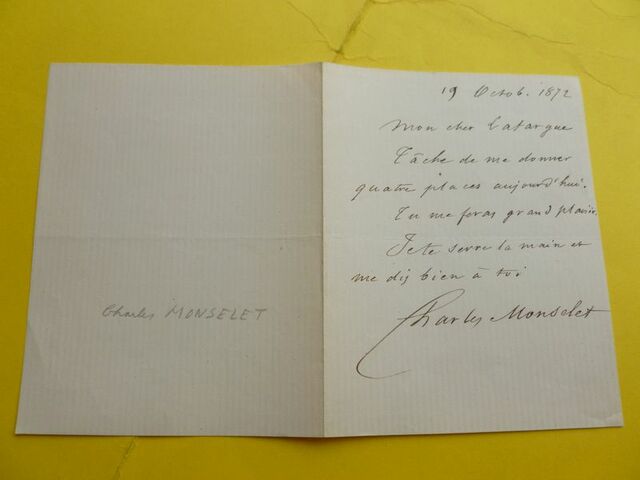 Charles MONSELET
19 Octob. 1872
Mon cher Latargue
Tâche de me donner
quatre places aujourd'hui.
Tu me feras grand plaisir.
Je te serre la main et
me dis bien à toi
Charles Monselet